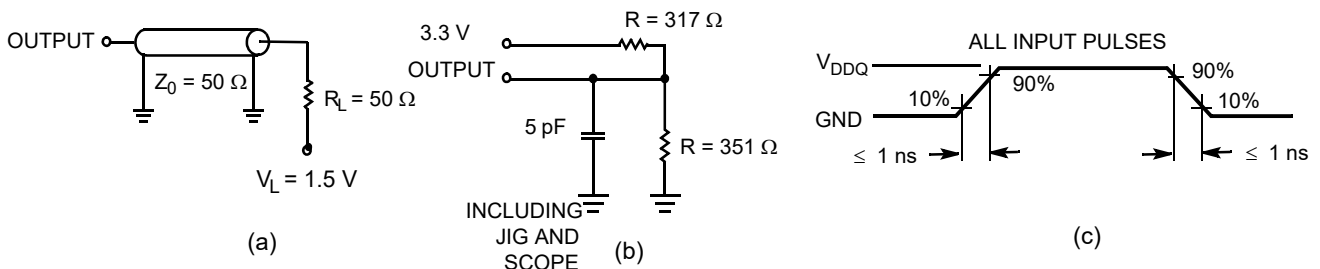 OUTPUT
Z0 = 50 Ω
RL = 50 Ω
VL = 1.5 V
(a)
R = 317 Ω
3.3 V
OUTPUT
5 pF
R = 351 Ω
INCLUDING
JIG AND
SCOPE
(b)
ALL INPUT PULSES
VDDQ
GND
10%
90%
90%
10%
≤ 1 ns
≤ 1 ns
(c)